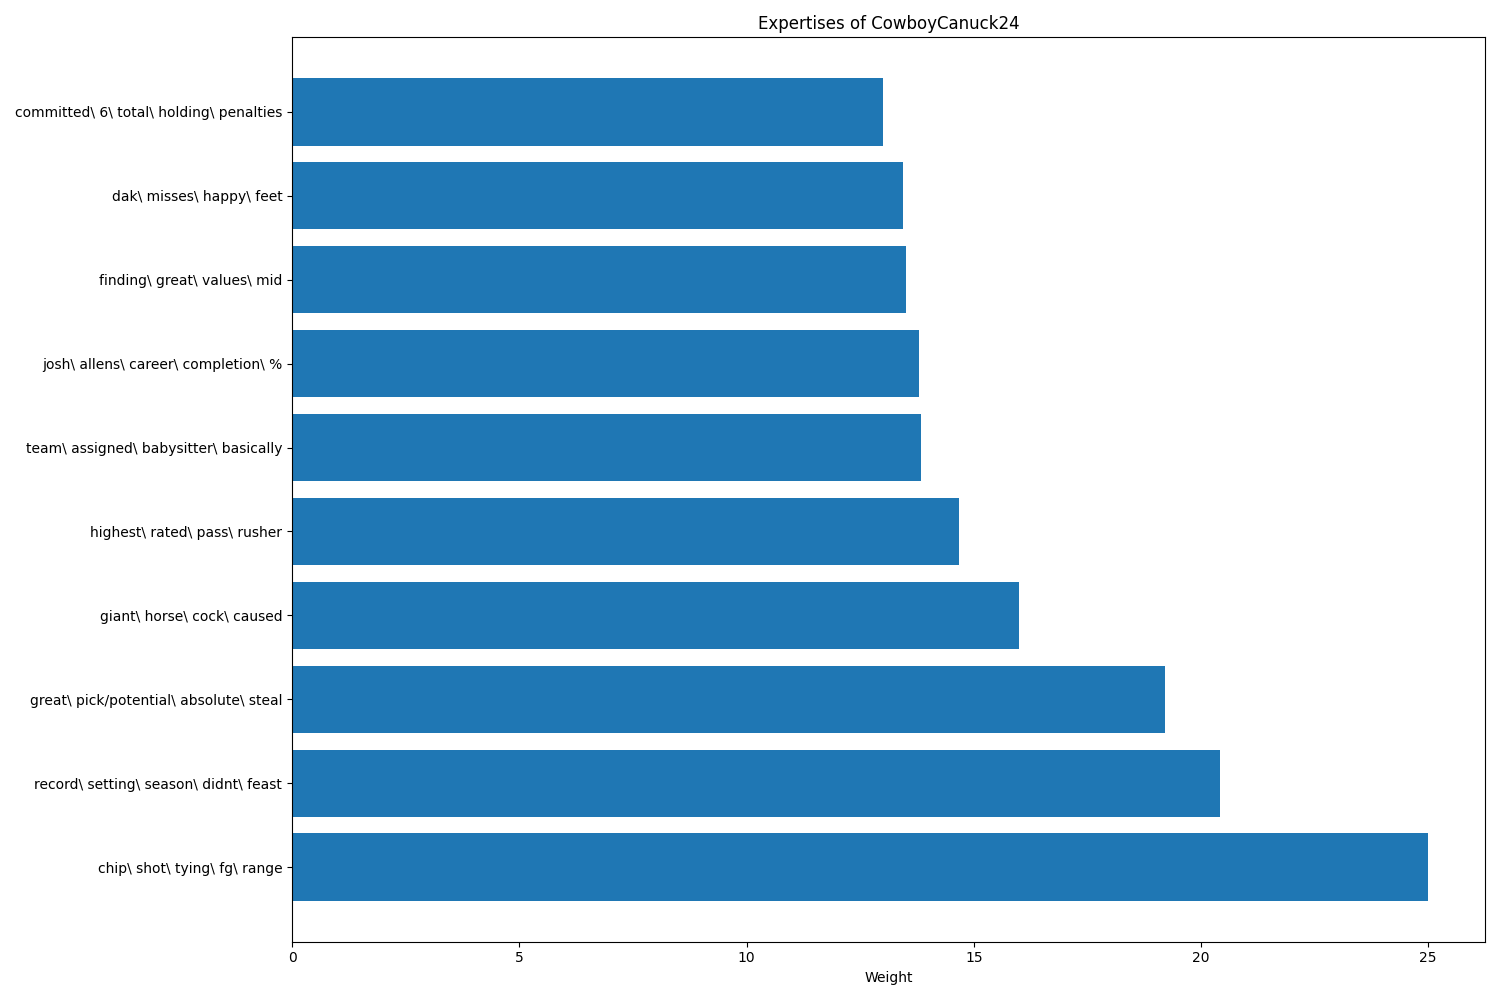 Expertises of CowboyCanuck24
committed\ 6\ total\ holding\ penalties
dak\ misses\ happy\ feet
finding\ great\ values\ mid
josh\ allens\ career\ completion\ %
team\ assigned\ babysitter\ basically
highest\ rated\ pass\ rusher
giant\ horse\ cock\ caused
great\ pick/potential\ absolute\ steal
record\ setting\ season\ didnt\ feast
chip\ shot\ tying\ fg\ range
0 5 10 15 20 25
Weight